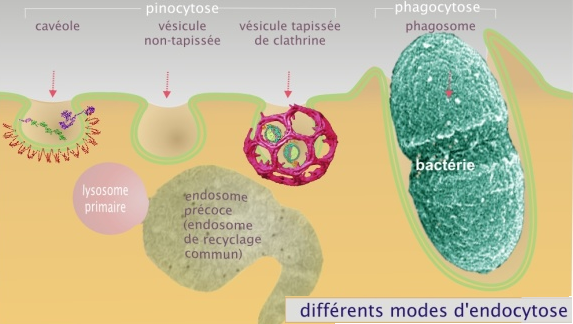 pinocytose
phagocytose
cavéole
vésicule
non-tapissée
vésicule tapissée
de clathrine
phagosome
bactérie
lysosome
primaire
endosome
précoce
(endosome
de recyclage
commun)
différents modes d'endocytose